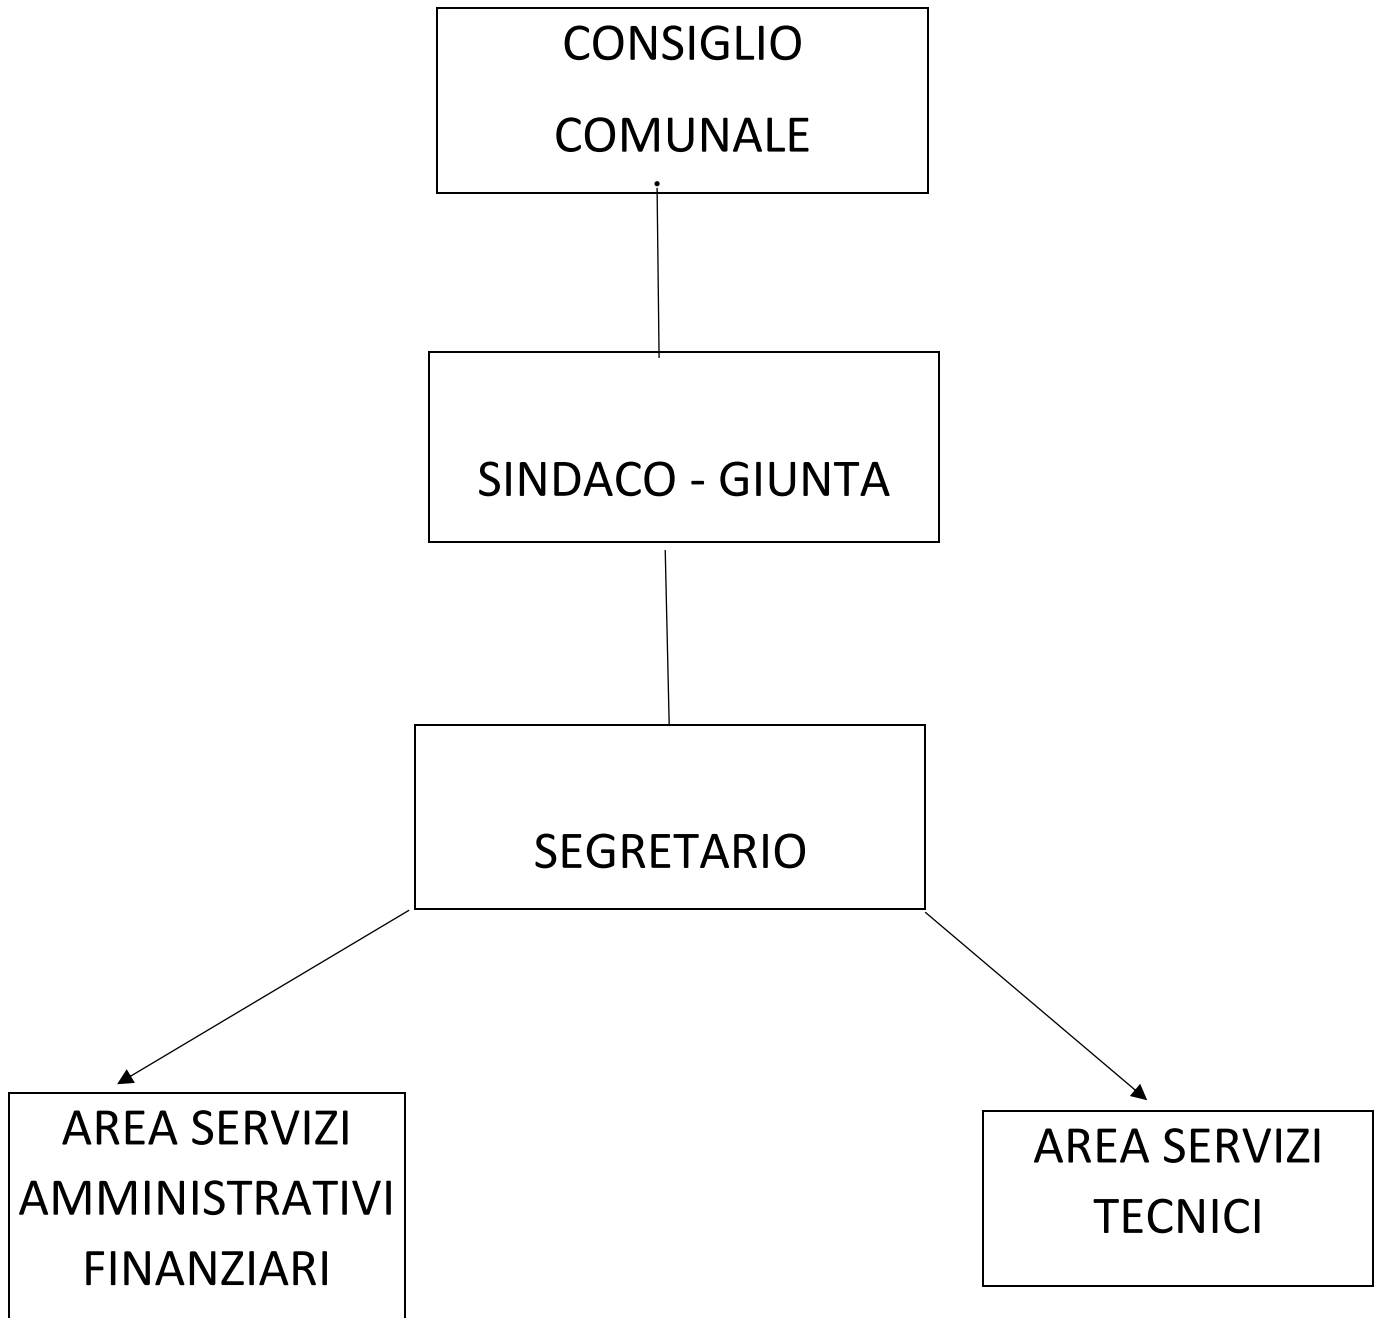 CONSIGLIO
COMUNALE
SINDACO - GIUNTA
SEGRETARIO
AREA SERVIZI
AMMINISTRATIVI
FINANZIARI
AREA SERVIZI
TECNICI